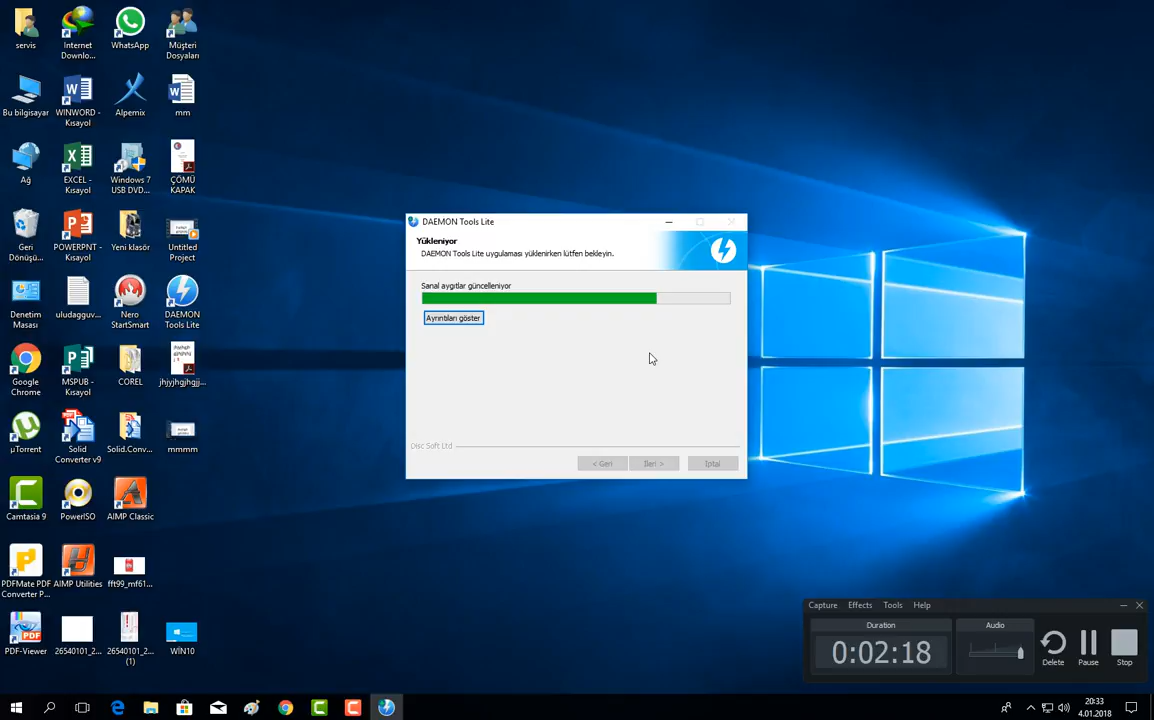 servis
Internet
Downlo...
WhatsApp
Müşteri
Dosyaları
Bu bilgisayar
WINWORD -
Kısayol
Alpemix
mm
Ağ
EXCEL -
Kısayol
Windows 7
USB DVD...
ÇÖMÜ
KAPAK
Geri
Dönüşü...
POWERPNT -
Kısayol
Yeni klasör
Untitled
Project
Denetim
Masası
uludagguv...
Nero
StartSmart
DAEMON
Tools Lite
Google
Chrome
MSPUB -
Kısayol
COREL
jhjyjhgjhgjj...
µTorrent
Solid
Converter v9
Solid.Conv...
mmmm
Camtasia 9
PowerISO
AIMP Classic
PDFMate PDF
Converter P...
AIMP Utilities
fft99_mf61...
PDF-Viewer
26540101_2...
26540101_2...
(1)
WİN10
DAEMON Tools Lite
Yükleniyor
DAEMON Tools Lite uygulaması yüklenirken lütfen bekleyin.
Sanal aygıtlar güncelleniyor
Ayrıntıları göster
Disc Soft Ltd
< Geri
İleri >
İptal
Capture Effects Tools Help
Duration
Audio
0:02:18
Delete
Pause
Stop
20:33
4.01.2018